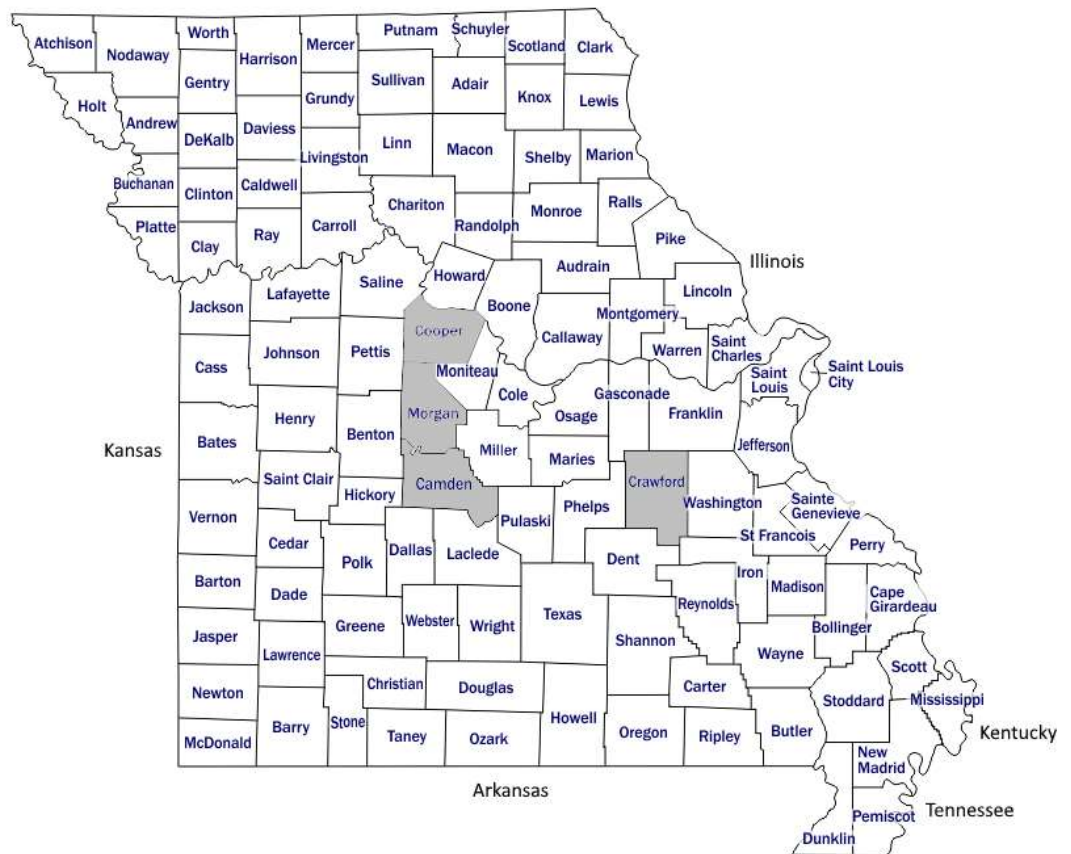 Atchison
Nodaway
Worth
Harrison
Mercer
Putnam
Schuyler
Scotland
Clark
Gentry
Sullivan
Adair
Knox
Lewis
Holt
Grundy
Andrew
DeKalb
Daviess
Livingston
Linn
Macon
Shelby
Marion
Buchanan
Clinton
Caldwell
Chariton
Monroe
Ralls
Platte
Clay
Ray
Carroll
Randolph
Pike
Illinois
Audrain
Jackson
Lafayette
Saline
Howard
Boone
Lincoln
Montgomery
Callaway
Cooper
Warren
Saint
Charles
Cass
Johnson
Pettis
Moniteau
Saint
Louis
Saint Louis
City
Cole
Gasconade
Osage
Franklin
Henry
Morgan
Kansas
Bates
Benton
Miller
Maries
Jefferson
Saint Clair
Hickory
Camden
Crawford
Vernon
Pulaski
Phelps
Washington
Sainte
Genevieve
St Francois
Perry
Cedar
Polk
Dallas
Laclede
Dent
Iron
Madison
Barton
Dade
Cape
Girardeau
Reynolds
Jasper
Greene
Webster
Wright
Texas
Shannon
Bollinger
Lawrence
Wayne
Scott
Newton
Christian
Douglas
Carter
Stoddard
Mississippi
McDonald
Barry
Stone
Taney
Ozark
Howell
Oregon
Ripley
Butler
Kentucky
New
Madrid
Arkansas
Pemiscot
Tennessee
Dunklin